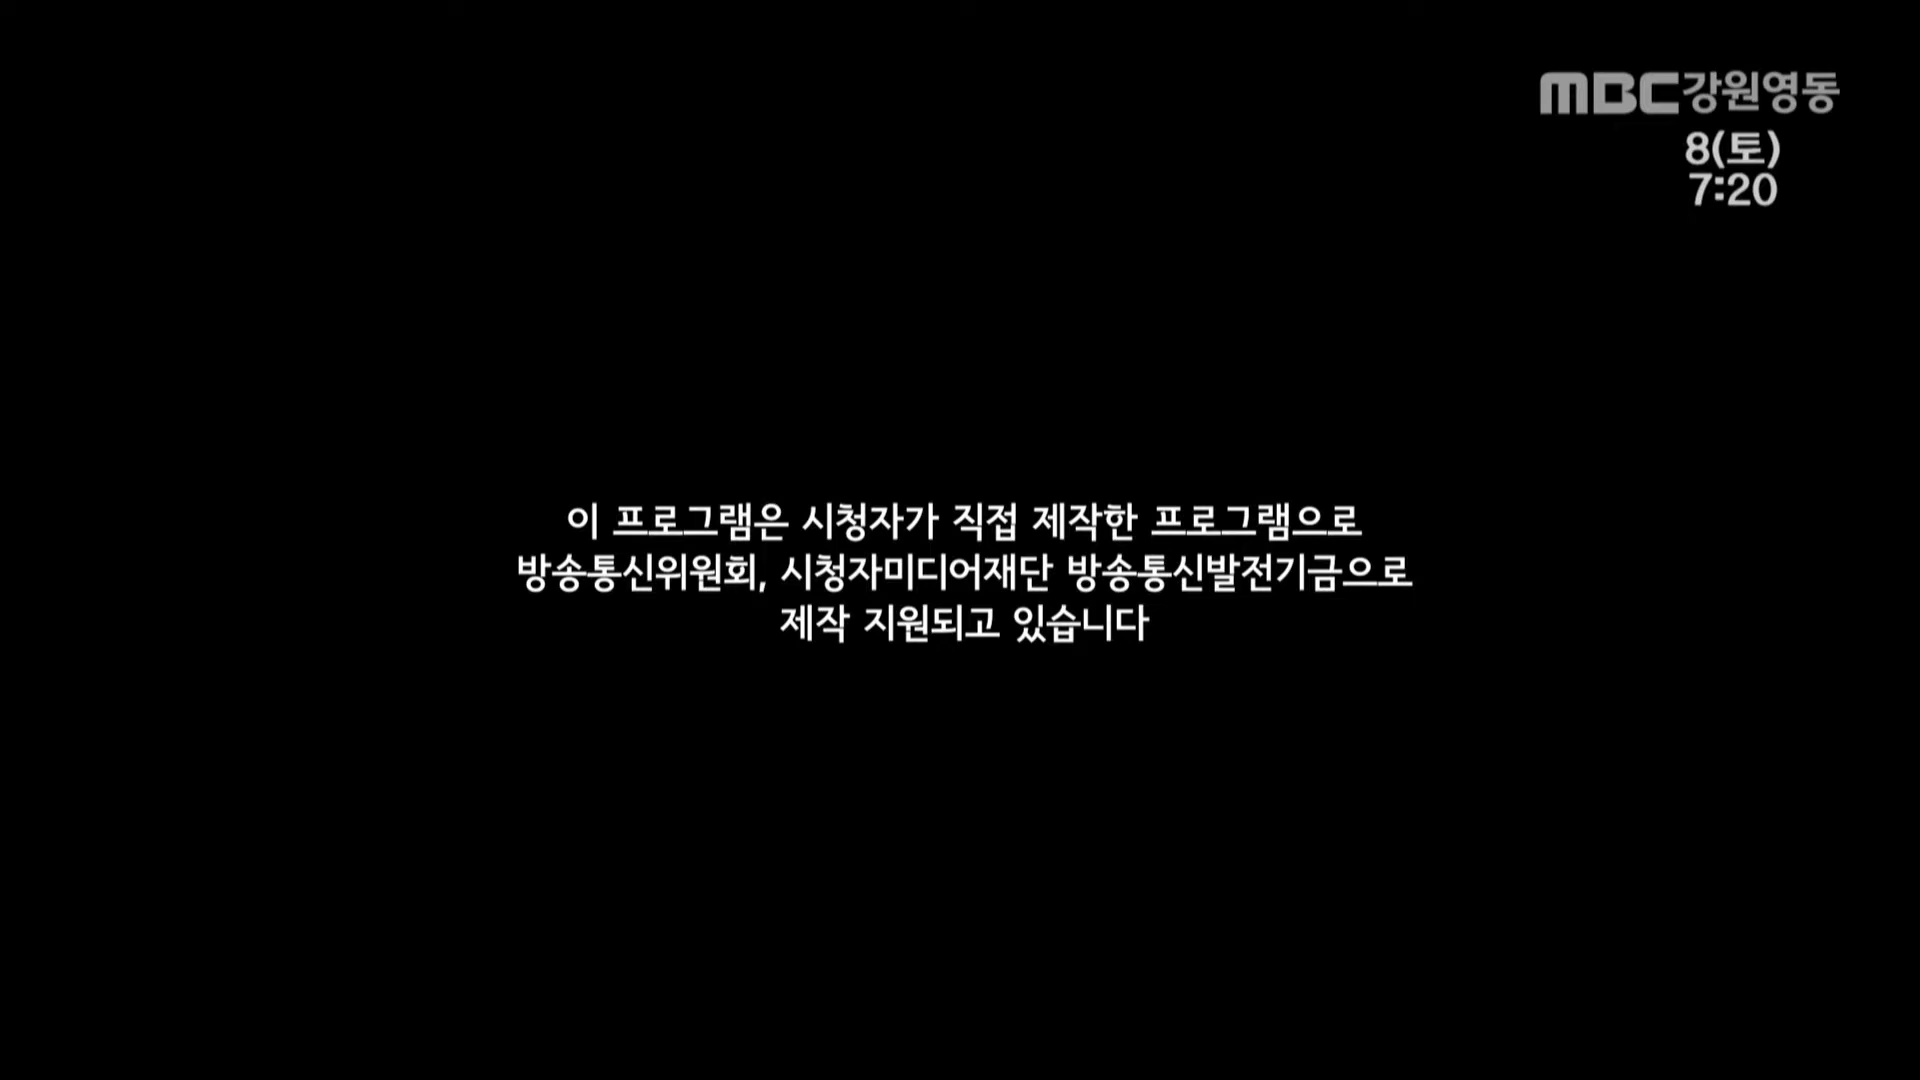 MBC강원영동
8(토)
7:20
이 프로그램은 시청자가 직접 제작한 프로그램으로
방송통신위원회, 시청자미디어재단 방송통신발전기금으로
제작 지원되고 있습니다